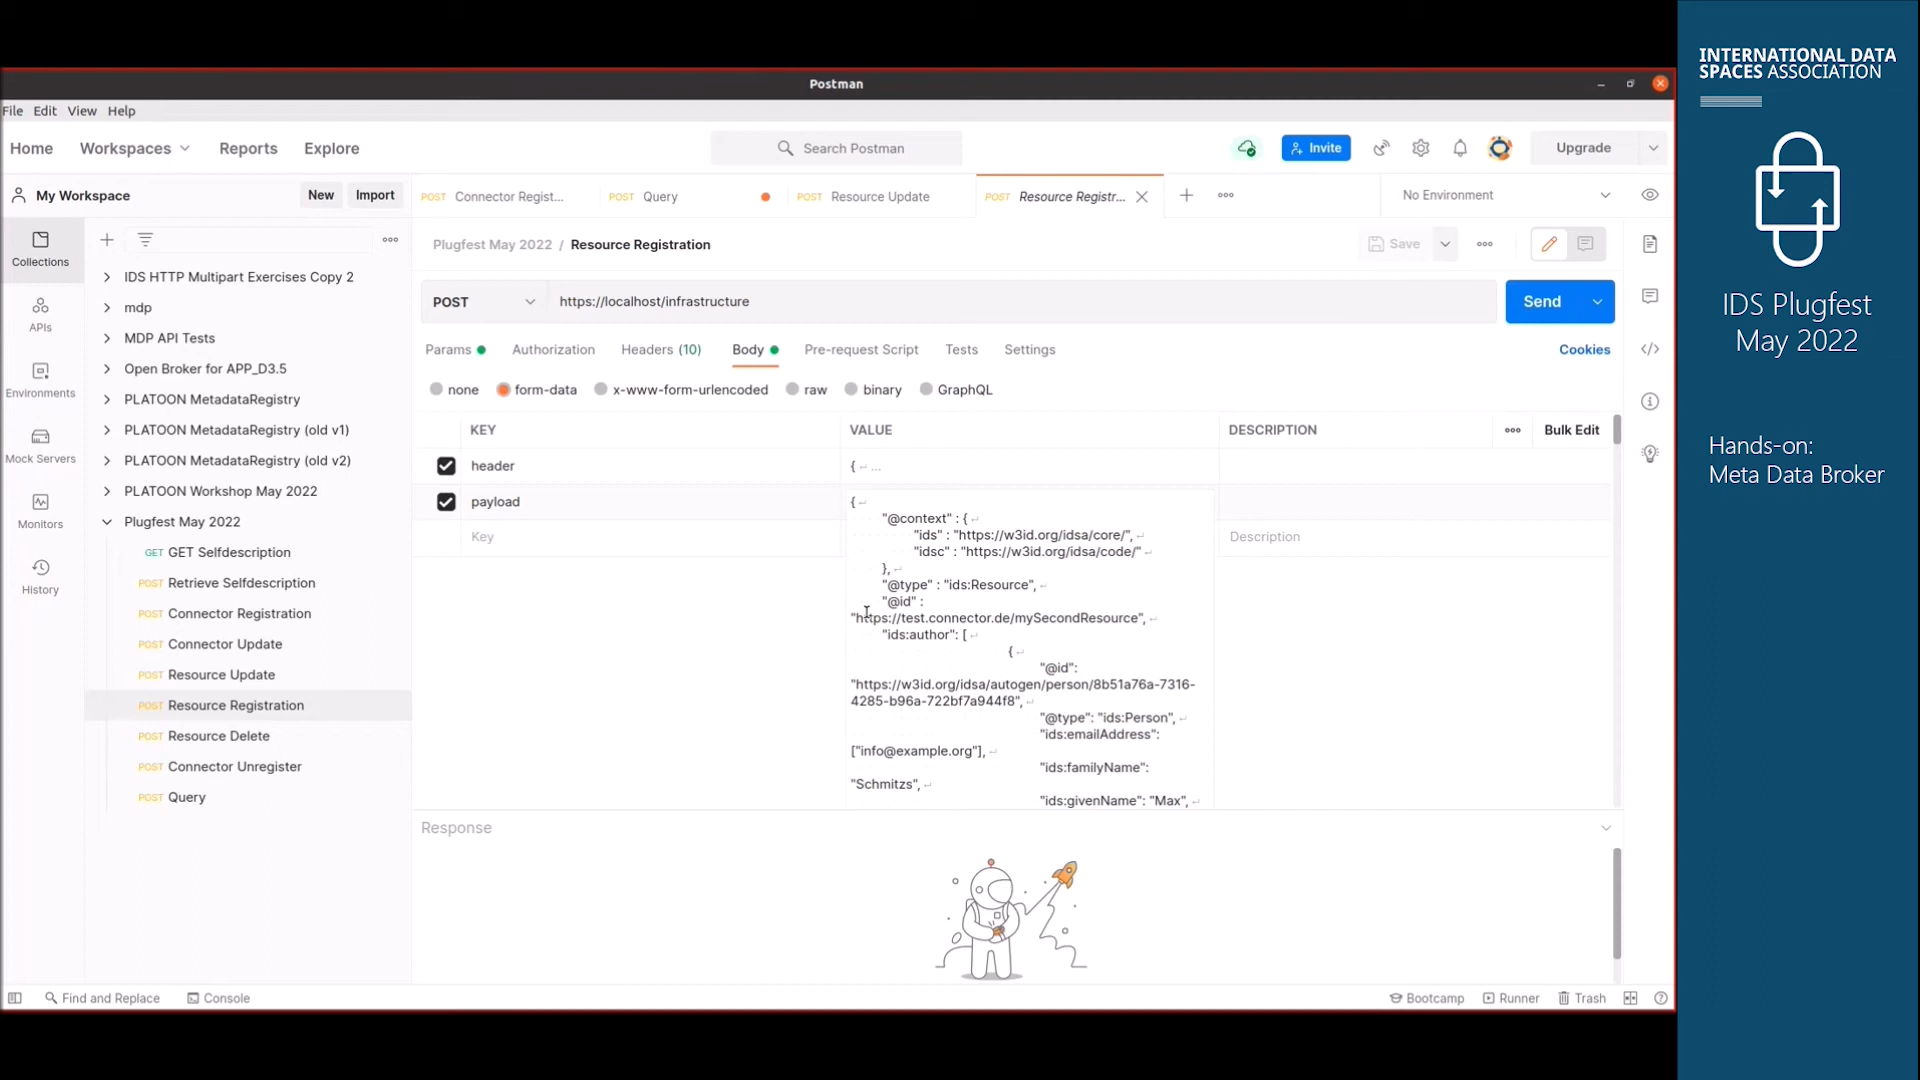 Postman
File Edit View Help
Home Workspaces Reports Explore
Search Postman
Invite
Upgrade
My Workspace
New Import
POST Connector Regist...
POST Query
POST Resource Update
POST Resource Registr...
No Environment
Collections
APIs
Environments
Mock Servers
Monitors
History
IDS HTTP Multipart Exercises Copy 2
mdp
MDP API Tests
Open Broker for APP_D3.5
PLATOON MetadataRegistry
PLATOON MetadataRegistry (old v1)
PLATOON MetadataRegistry (old v2)
PLATOON Workshop May 2022
Plugfest May 2022
GET GET Selfdescription
POST Retrieve Selfdescription
POST Connector Registration
POST Connector Update
POST Resource Update
POST Resource Registration
POST Resource Delete
POST Connector Unregister
POST Query
Plugfest May 2022 / Resource Registration
Save
POST https://localhost/infrastructure
Send
Params Authorization Headers (10) Body Pre-request Script Tests Settings
Cookies
none form-data x-www-form-urlencoded raw binary GraphQL
KEY VALUE DESCRIPTION
Bulk Edit
header { ↵ ...
payload { ↵
"@context" : { ↵
"ids" : "https://w3id.org/idsa/core/", ↵
"idsc" : "https://w3id.org/idsa/code/" ↵
}, ↵
"@type" : "ids:Resource", ↵
"@id" :
"https://test.connector.de/mySecondResource", ↵
"ids:author": [ ↵
{ ↵
"@id":
"https://w3id.org/idsa/autogen/person/8b51a76a-7316-
4285-b96a-722bf7a944f8", ↵
"@type": "ids:Person", ↵
"ids:emailAddress":
["info@example.org"], ↵
"ids:familyName":
"Schmitzs", ↵
"ids:givenName": "Max", ↵
Key
Description
Response
Find and Replace Console
Bootcamp Runner Trash
INTERNATIONAL DATA
SPACES ASSOCIATION
IDS Plugfest
May 2022
Hands-on:
Meta Data Broker